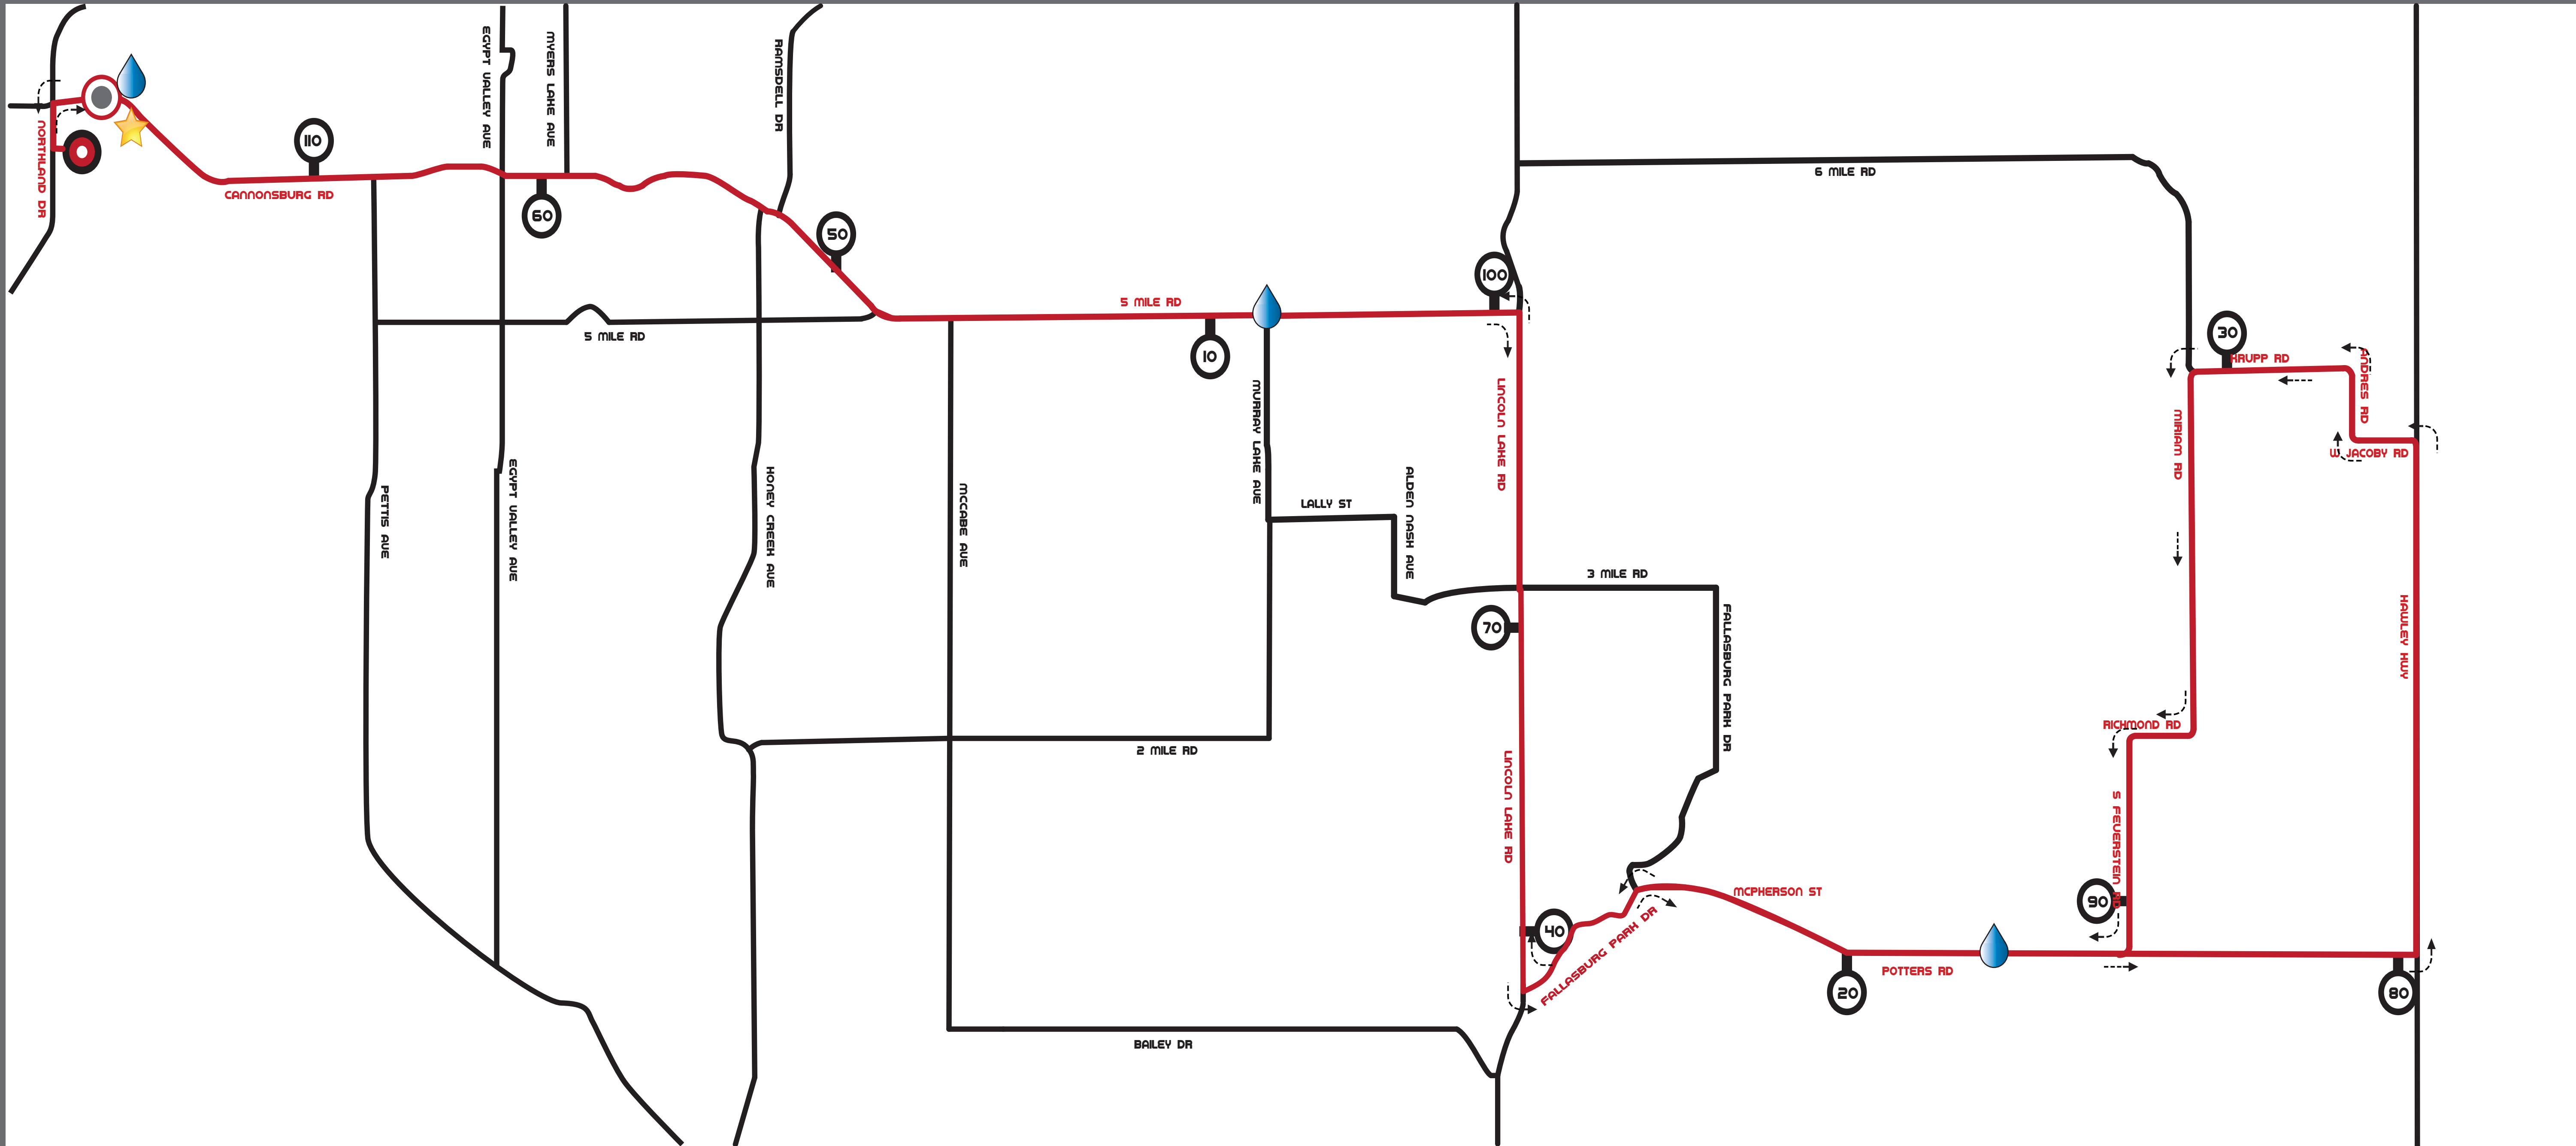 EGYPT VALLEY AVE
MYERS LAKE AVE
RAMSDELL DR
NORTHLAND DR
110
CANNONSBURG RD
60
50
6 MILE RD
100
5 MILE RD
5 MILE RD
10
30
KRUPP RD
ANDRES RD
W JACOBY RD
MIRIAM RD
MURRAY LAKE AVE
LINCOLN LAKE RD
PETTIS AVE
EGYPT VALLEY AVE
HONEY CREEK AVE
MCCABE AVE
LALLY ST
ALDEN NASH AVE
3 MILE RD
70
FALLASBURG PARK DR
HAWLEY HWY
RICHMOND RD
2 MILE RD
LINCOLN LAKE RD
S FEUERSTEIN RD
MCPHERSON ST
90
40
FALLASBURG PARK DR
POTTERS RD
20
80
BAILEY DR